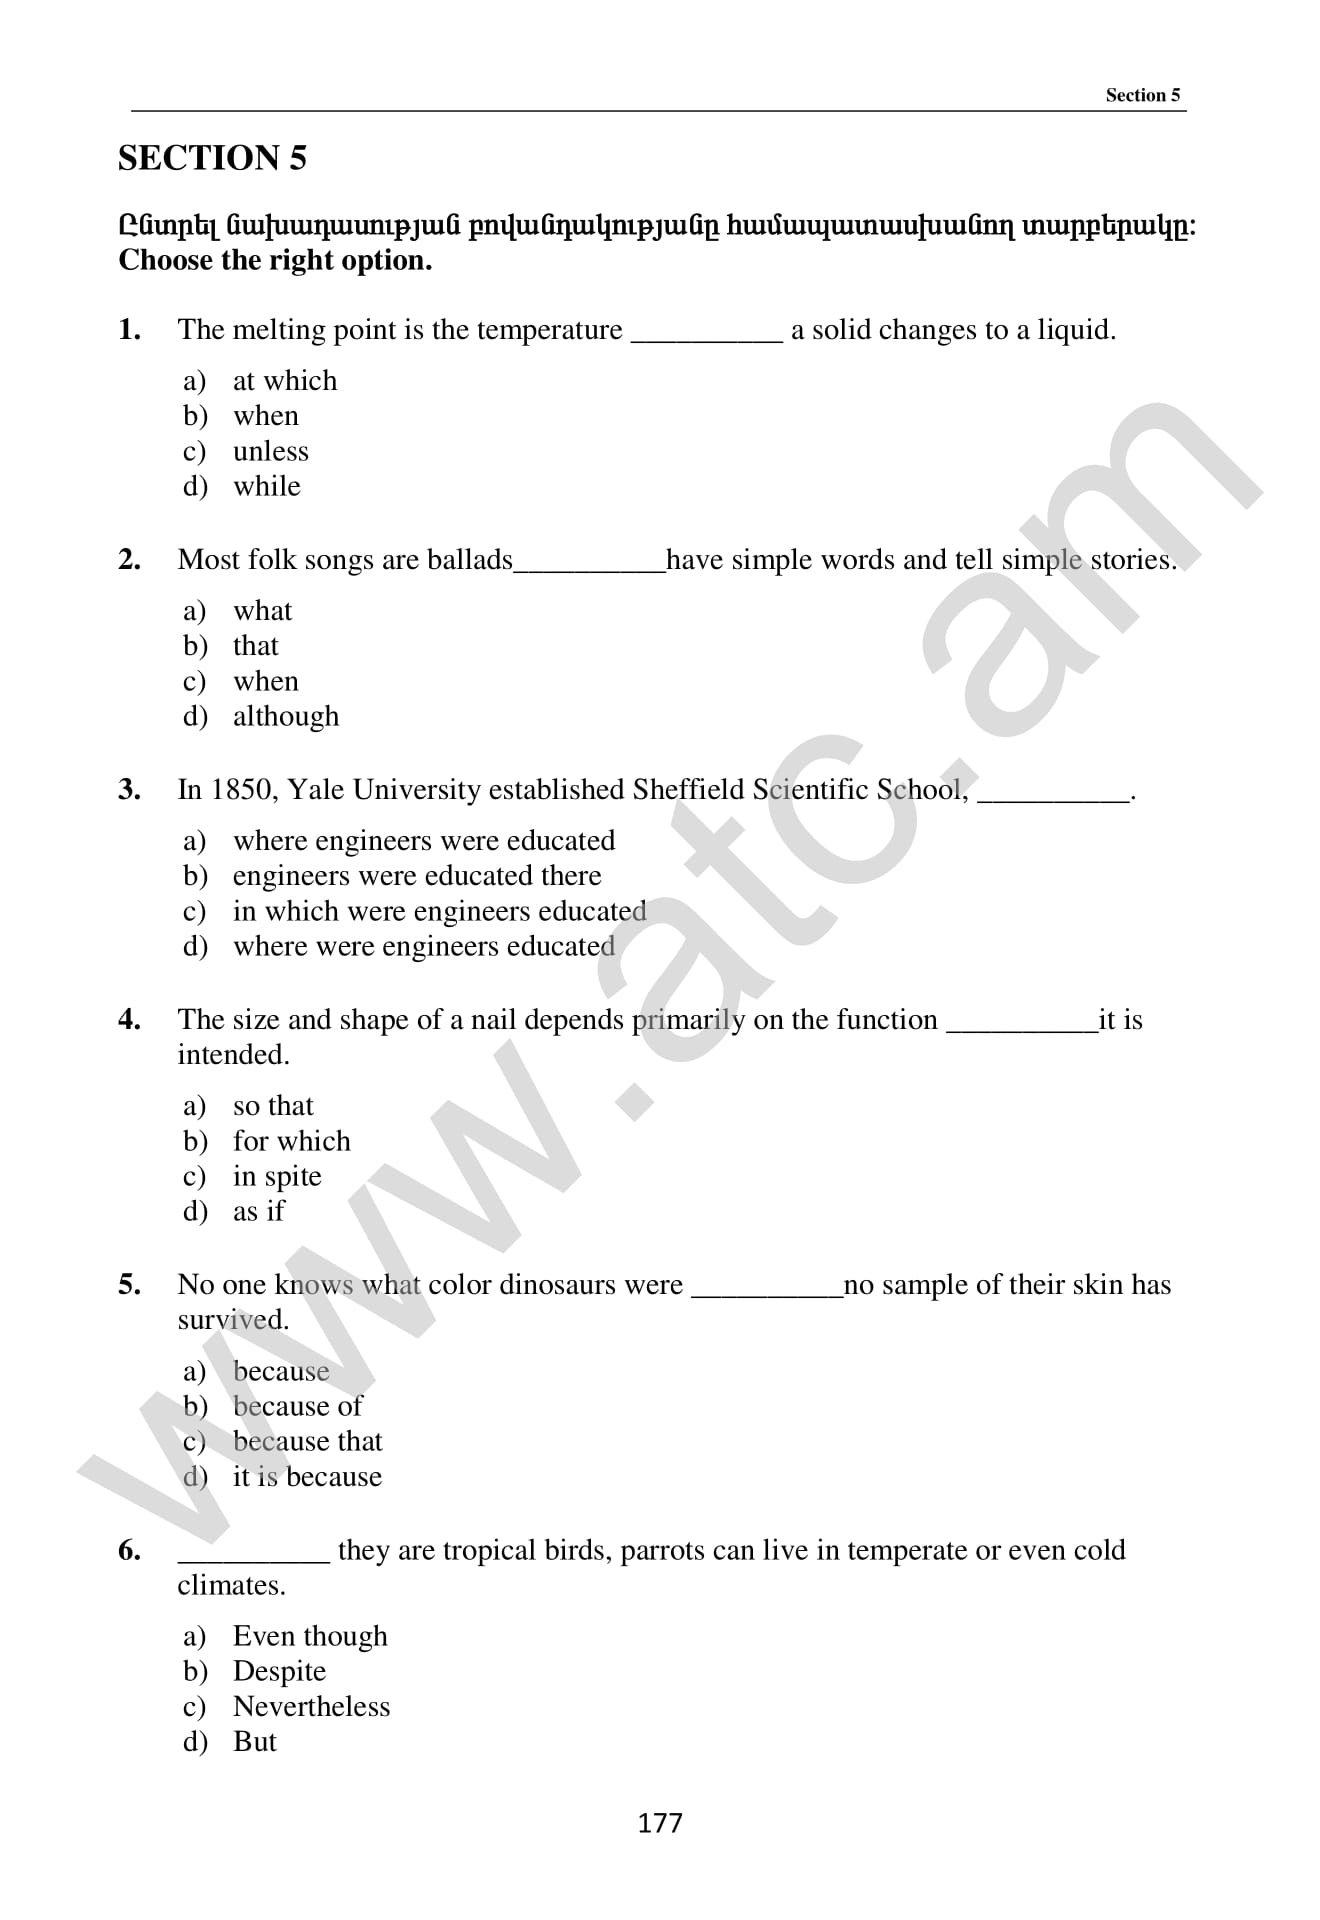 Section 5
SECTION 5
Ընտրել նախադասության բովանդակությանը համապատասխանող տարբերակը:
Choose the right option.
1. The melting point is the temperature __________ a solid changes to a liquid.
a) at which
b) when
c) unless
d) while
2. Most folk songs are ballads__________have simple words and tell simple stories.
a) what
b) that
c) when
d) although
3. In 1850, Yale University established Sheffield Scientific School, __________.
a) where engineers were educated
b) engineers were educated there
c) in which were engineers educated
d) where were engineers educated
4. The size and shape of a nail depends primarily on the function __________it is
intended.
a) so that
b) for which
c) in spite
d) as if
5. No one knows what color dinosaurs were __________no sample of their skin has
survived.
a) because
b) because of
c) because that
d) it is because
6. __________ they are tropical birds, parrots can live in temperate or even cold
climates.
a) Even though
b) Despite
c) Nevertheless
d) But
177
www.atc.am